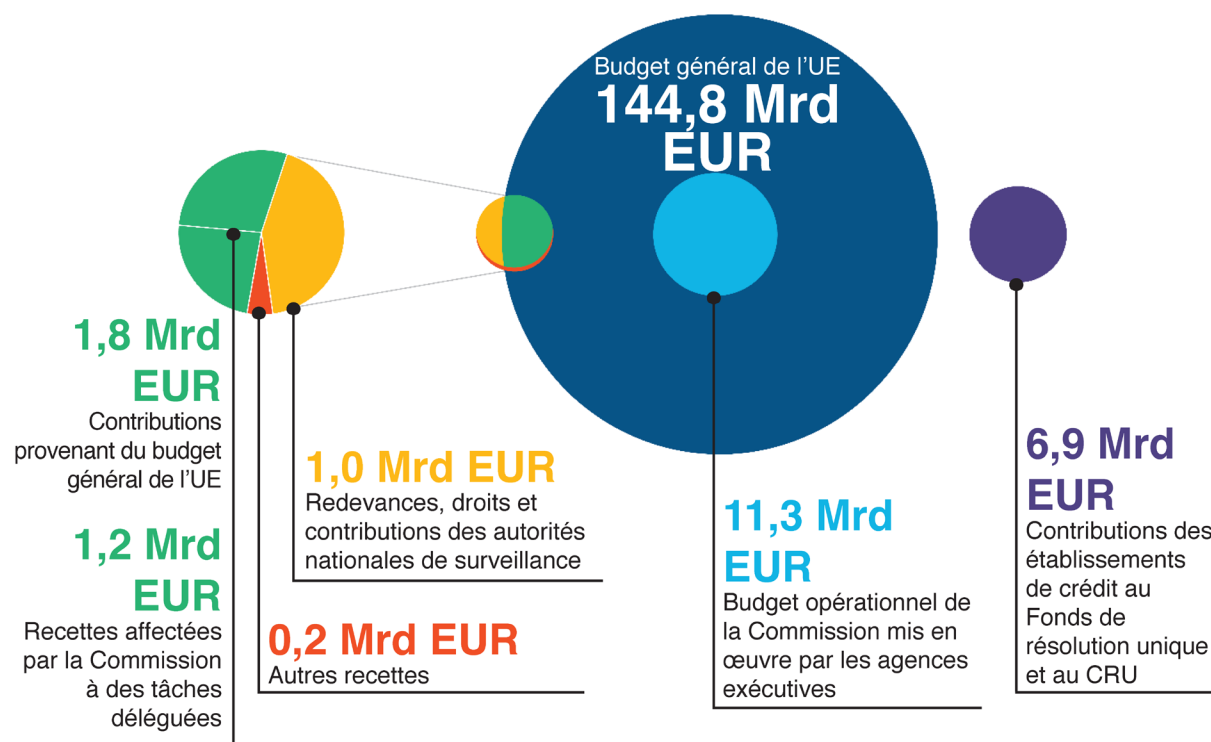 Budget général de l’UE
144,8 Mrd
EUR
1,8 Mrd
EUR
Contributions
provenant du budget
général de l’UE
1,2 Mrd
EUR
Recettes affectées
par la Commission
à des tâches
déléguées
1,0 Mrd EUR
Redevances, droits et
contributions des autorités
nationales de surveillance
0,2 Mrd EUR
Autres recettes
11,3 Mrd
EUR
Budget opérationnel de
la Commission mis en
œuvre par les agences
exécutives
6,9 Mrd
EUR
Contributions des
établissements
de crédit au
Fonds de
résolution unique
et au CRU